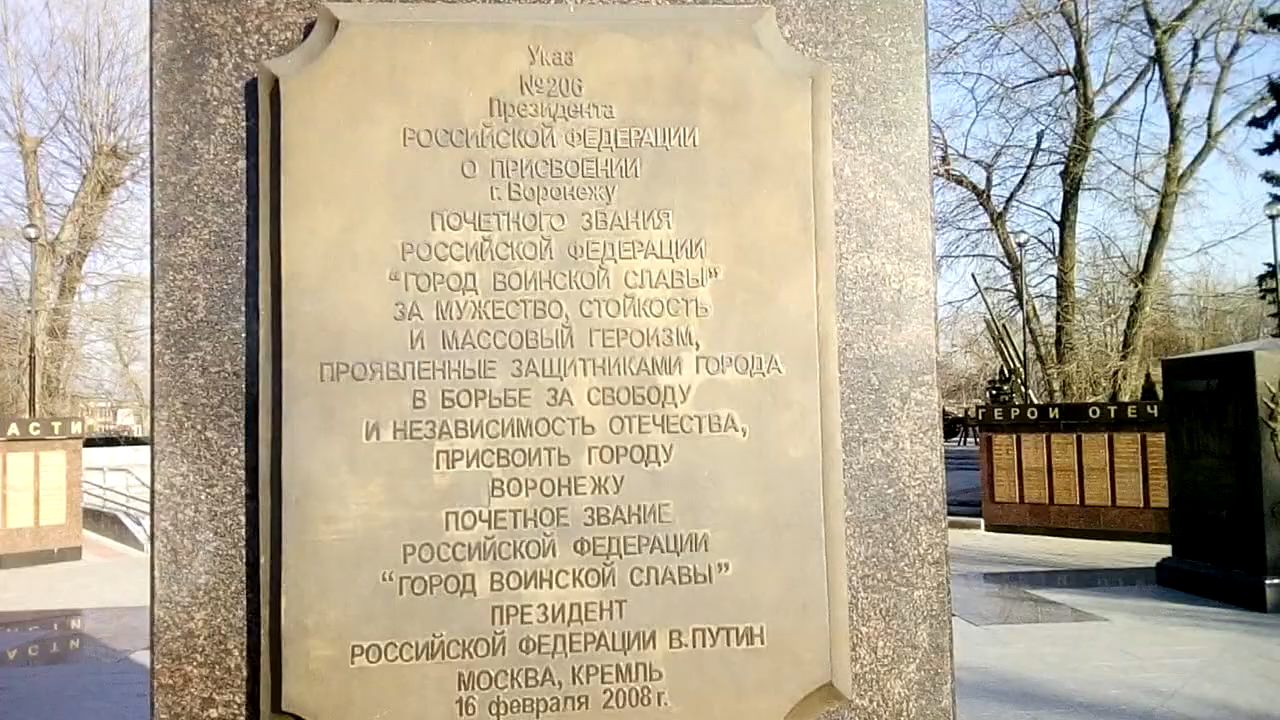 Указ
№206
Президента
РОССИЙСКОЙ ФЕДЕРАЦИИ
О ПРИСВОЕНИИ
г. Воронежу
ПОЧЕТНОГО ЗВАНИЯ
РОССИЙСКОЙ ФЕДЕРАЦИИ
“ГОРОД ВОИНСКОЙ СЛАВЫ”
ЗА МУЖЕСТВО, СТОЙКОСТЬ
И МАССОВЫЙ ГЕРОИЗМ,
ПРОЯВЛЕННЫЕ ЗАЩИТНИКАМИ ГОРОДА
В БОРЬБЕ ЗА СВОБОДУ
И НЕЗАВИСИМОСТЬ ОТЕЧЕСТВА,
ПРИСВОИТЬ ГОРОДУ
ВОРОНЕЖУ
ПОЧЕТНОЕ ЗВАНИЕ
РОССИЙСКОЙ ФЕДЕРАЦИИ
“ГОРОД ВОИНСКОЙ СЛАВЫ”
ПРЕЗИДЕНТ
РОССИЙСКОЙ ФЕДЕРАЦИИ В.ПУТИН
МОСКВА, КРЕМЛЬ
16 февраля 2008 г.
АСТИ
ГЕРОИ ОТЕЧ